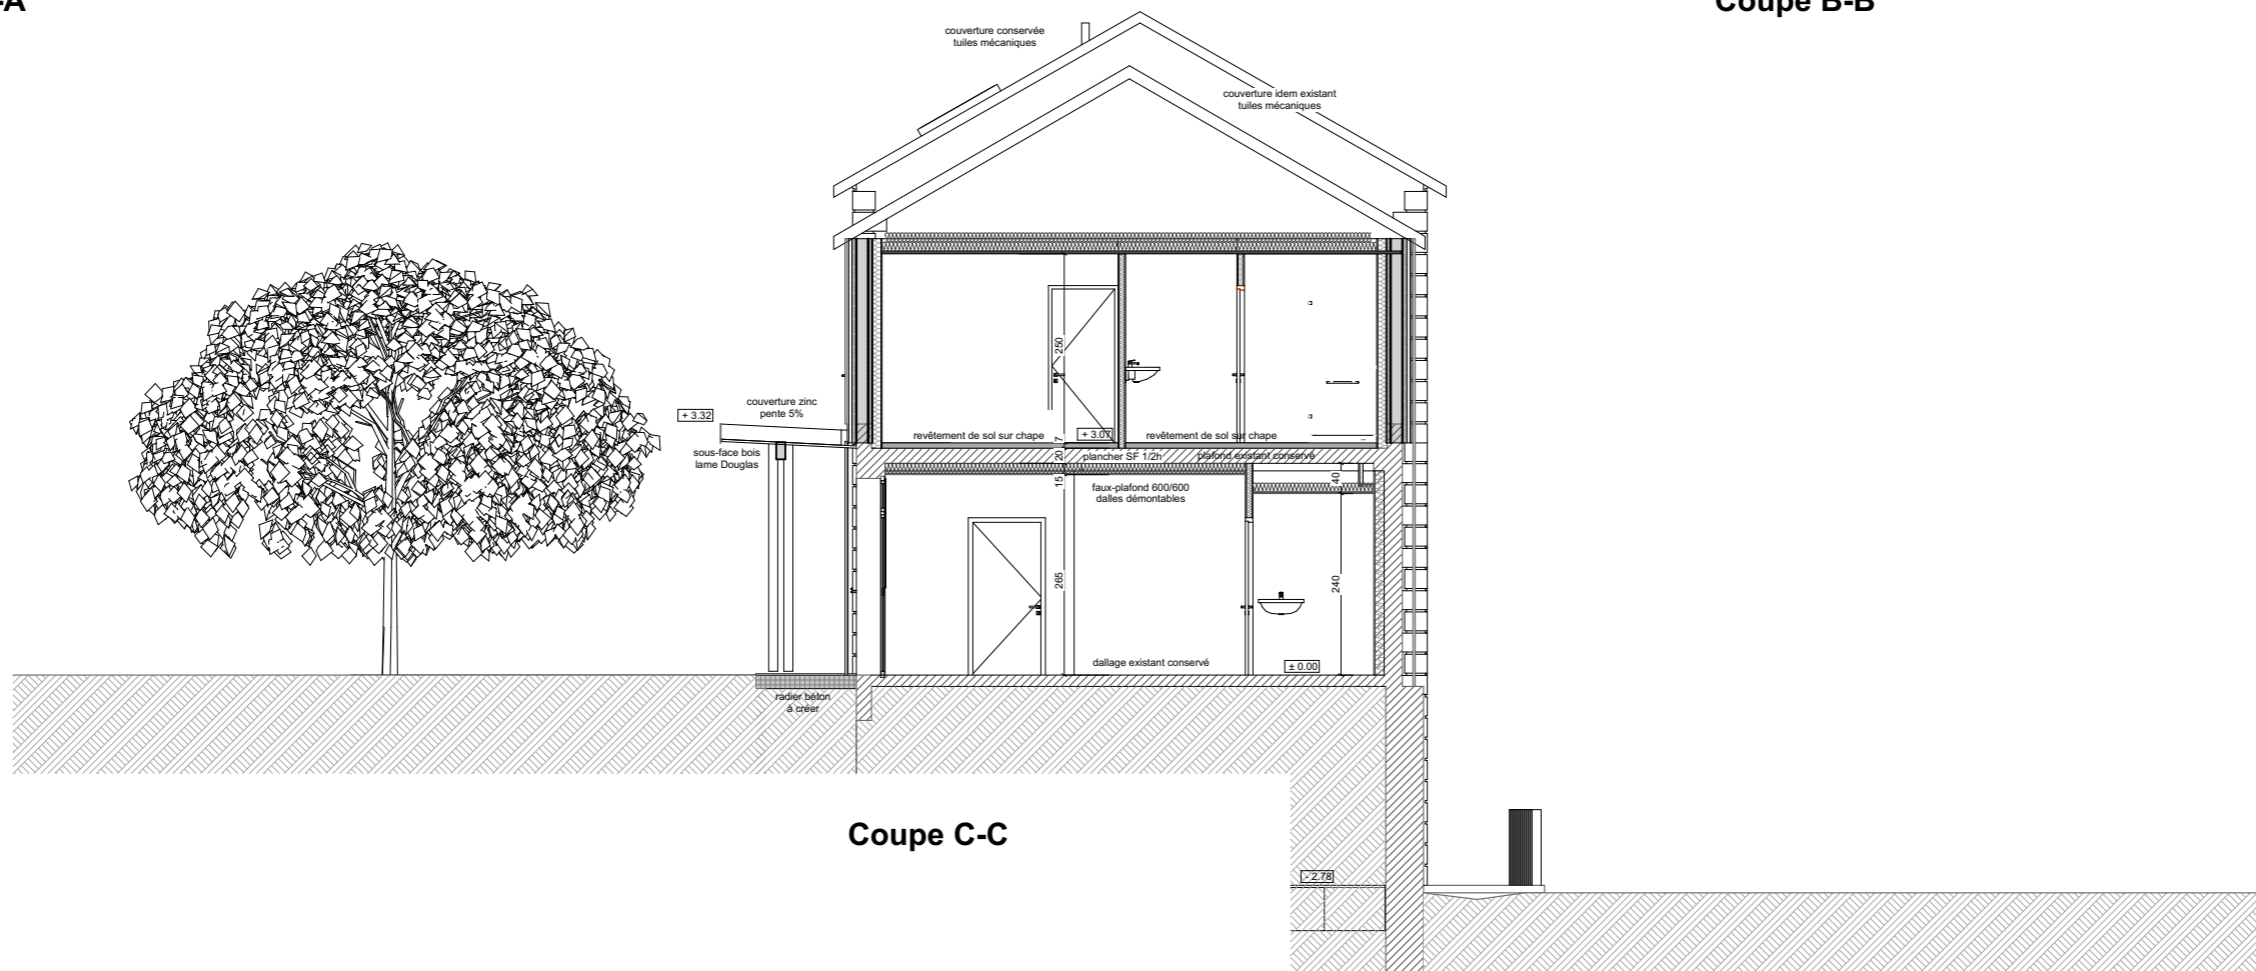 Coupe B-B
couverture conservée
tuiles mécaniques
couverture idem existant
tuiles mécaniques
250
+ 3.32
couverture zinc
pente 5%
revêtement de sol sur chape
+ 3.07
revêtement de sol sur chape
7
sous-face bois
lame Douglas
20
plancher SF 1/2h
plafond existant conservé
15
faux-plafond 600/600
dalles démontables
40
265
240
dallage existant conservé
± 0.00
radier béton
à créer
Coupe C-C
- 2.78